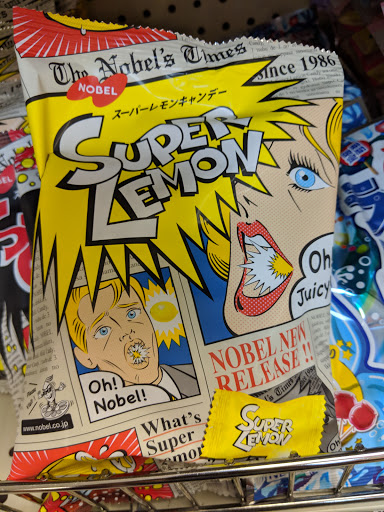 The Nobel's Times
Since 1986
NOBEL
スーパーレモンキャンデー
SUPER
LEMON
Oh
Juicy
Oh!
Nobel!
NOBEL NEW
RELEASE!!
www.nobel.co.jp
What's
Super
SUPER
LEMON